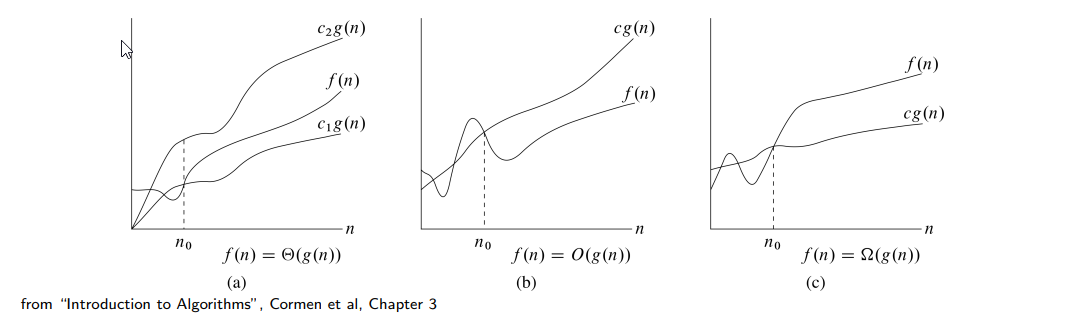 c₂g(n)
f(n)
c₁g(n)
n
n₀
f(n) = Θ(g(n))
(a)
cg(n)
f(n)
n
n₀
f(n) = O(g(n))
(b)
f(n)
cg(n)
n
n₀
f(n) = Ω(g(n))
(c)
from “Introduction to Algorithms”, Cormen et al, Chapter 3